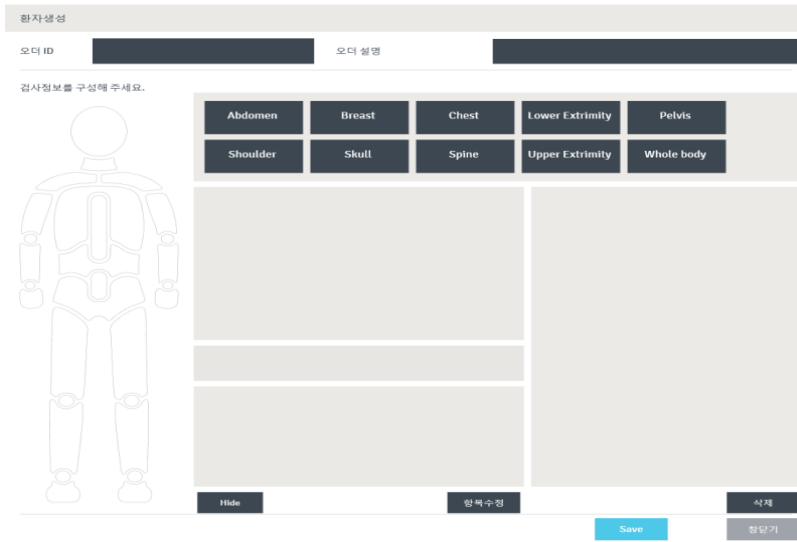 환자생성
오더 ID 오더 설명
검사정보를 구성해 주세요.
Abdomen Breast Chest Lower Extrimity Pelvis
Shoulder Skull Spine Upper Extrimity Whole body
Hide 항목수정 삭제
Save 창닫기